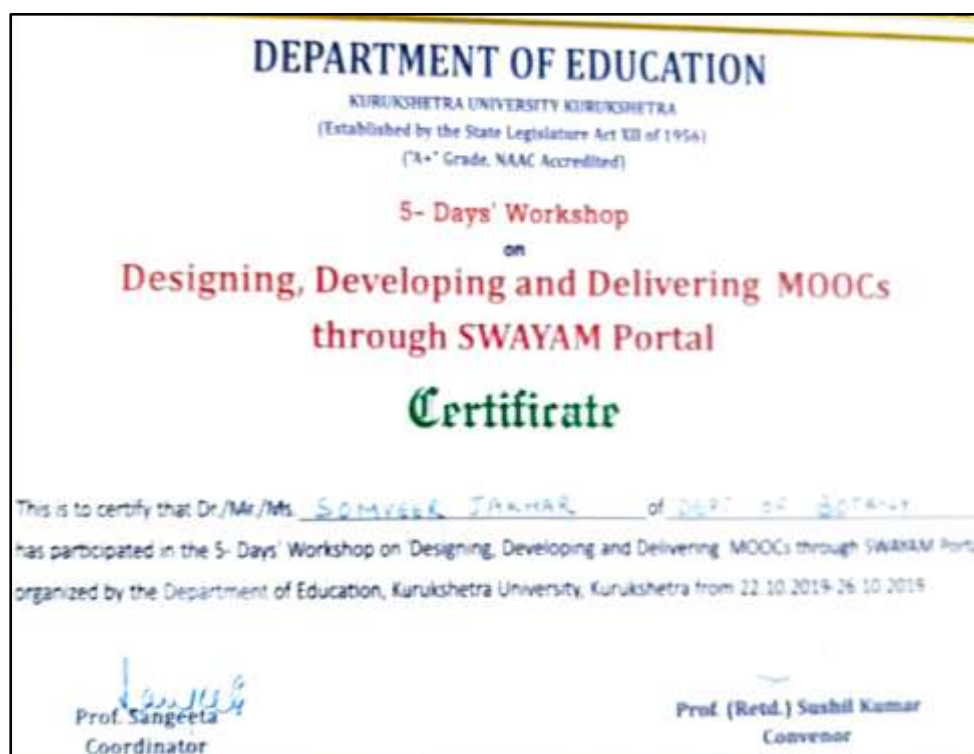 DEPARTMENT OF EDUCATION
KURUKSHETRA UNIVERSITY KURUKSHETRA
(Established by the State Legislature Act XII of 1956)
("A+" Grade, NAAC Accredited)
5- Days' Workshop
on
Designing, Developing and Delivering MOOCs
through SWAYAM Portal
Certificate
This is to certify that Dr./Mr./Ms. SOMVEER JAKHAR of DEPT OF BOTANY
has participated in the 5- Days' Workshop on 'Designing, Developing and Delivering MOOCs through SWAYAM Porta
organized by the Department of Education, Kurukshetra University, Kurukshetra from 22.10.2019-26.10.2019
Prof. Sangeeta
Coordinator
Prof. (Retd.) Sushil Kumar
Convenor